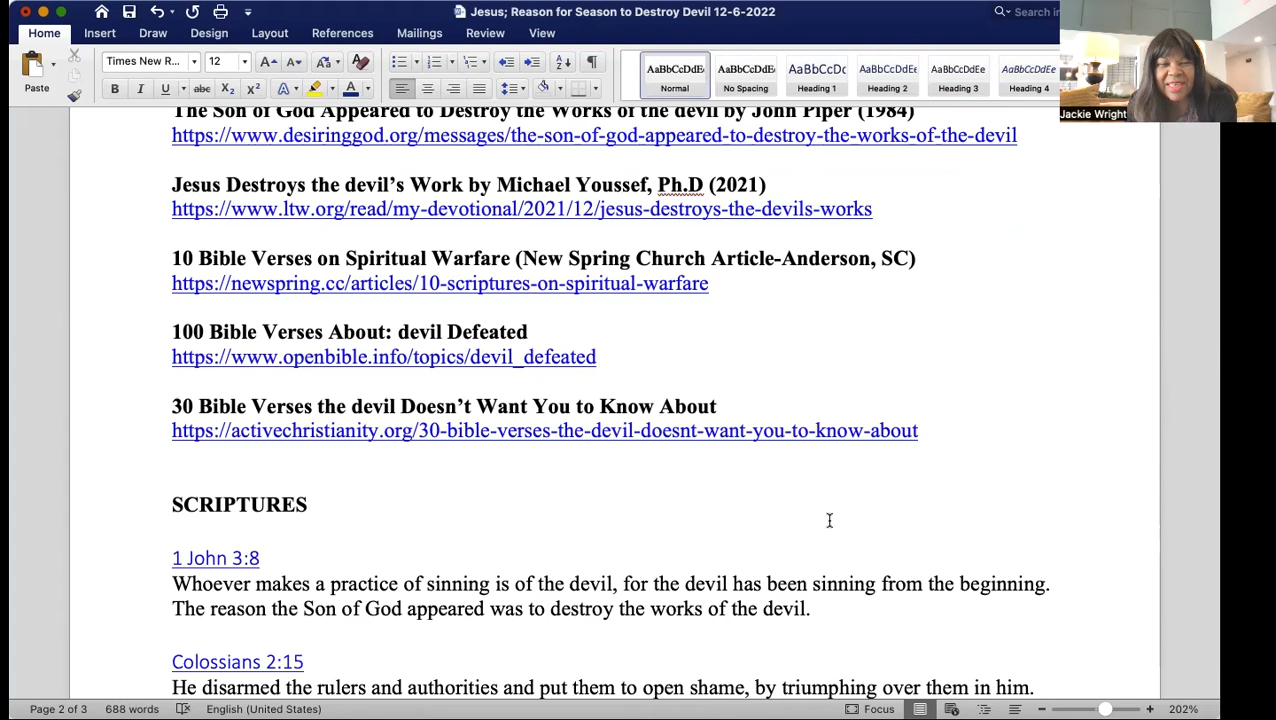 Jesus; Reason for Season to Destroy Devil 12-6-2022
Search in
Home Insert Draw Design Layout References Mailings Review View
Paste
Times New R... 12
AaBbCcDdEe AaBbCcDdEe AaBbCcDc AaBbCcDdEe AaBbCcDdEe AaBbCcDdEe
Normal No Spacing Heading 1 Heading 2 Heading 3 Heading 4
Jackie Wright
The Son of God Appeared to Destroy the Works of the devil by John Piper (1984)
https://www.desiringgod.org/messages/the-son-of-god-appeared-to-destroy-the-works-of-the-devil
Jesus Destroys the devil’s Work by Michael Youssef, Ph.D (2021)
https://www.ltw.org/read/my-devotional/2021/12/jesus-destroys-the-devils-works
10 Bible Verses on Spiritual Warfare (New Spring Church Article-Anderson, SC)
https://newspring.cc/articles/10-scriptures-on-spiritual-warfare
100 Bible Verses About: devil Defeated
https://www.openbible.info/topics/devil_defeated
30 Bible Verses the devil Doesn’t Want You to Know About
https://activechristianity.org/30-bible-verses-the-devil-doesnt-want-you-to-know-about
SCRIPTURES
1 John 3:8
Whoever makes a practice of sinning is of the devil, for the devil has been sinning from the beginning.
The reason the Son of God appeared was to destroy the works of the devil.
Colossians 2:15
He disarmed the rulers and authorities and put them to open shame, by triumphing over them in him.
Page 2 of 3 688 words English (United States) Focus 202%